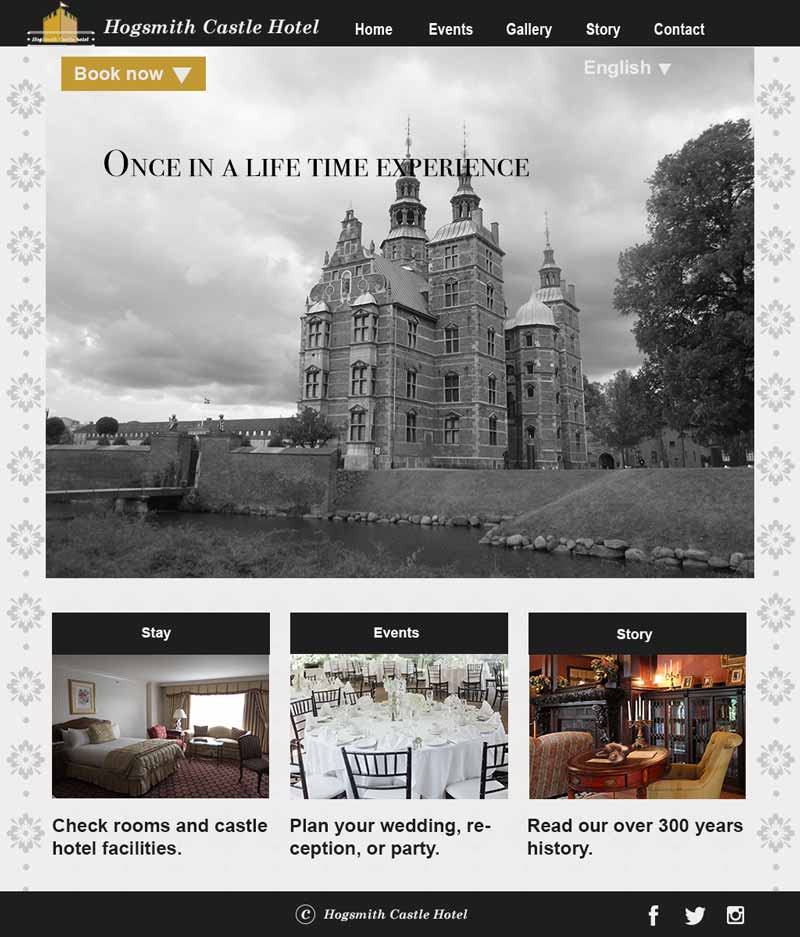 Hogsmith Castle Hotel
Hogsmith Castle Hotel
Home
Events
Gallery
Story
Contact
Book now
English
Once in a life time experience
Stay
Events
Story
Check rooms and castle
hotel facilities.
Plan your wedding, re-
ception, or party.
Read our over 300 years
history.
© Hogsmith Castle Hotel